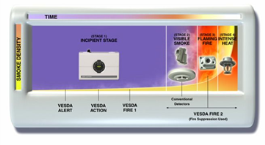 TIME
SMOKE DENSITY
(STAGE 1)
INCIPIENT STAGE
(STAGE 2)
VISIBLE
SMOKE
(STAGE 3)
FLAMING
FIRE
(STAGE 4)
INTENSE
HEAT
VESDA
ALERT
VESDA
ACTION
VESDA
FIRE 1
Conventional
Detectors
VESDA FIRE 2
(Fire Suppression Used)